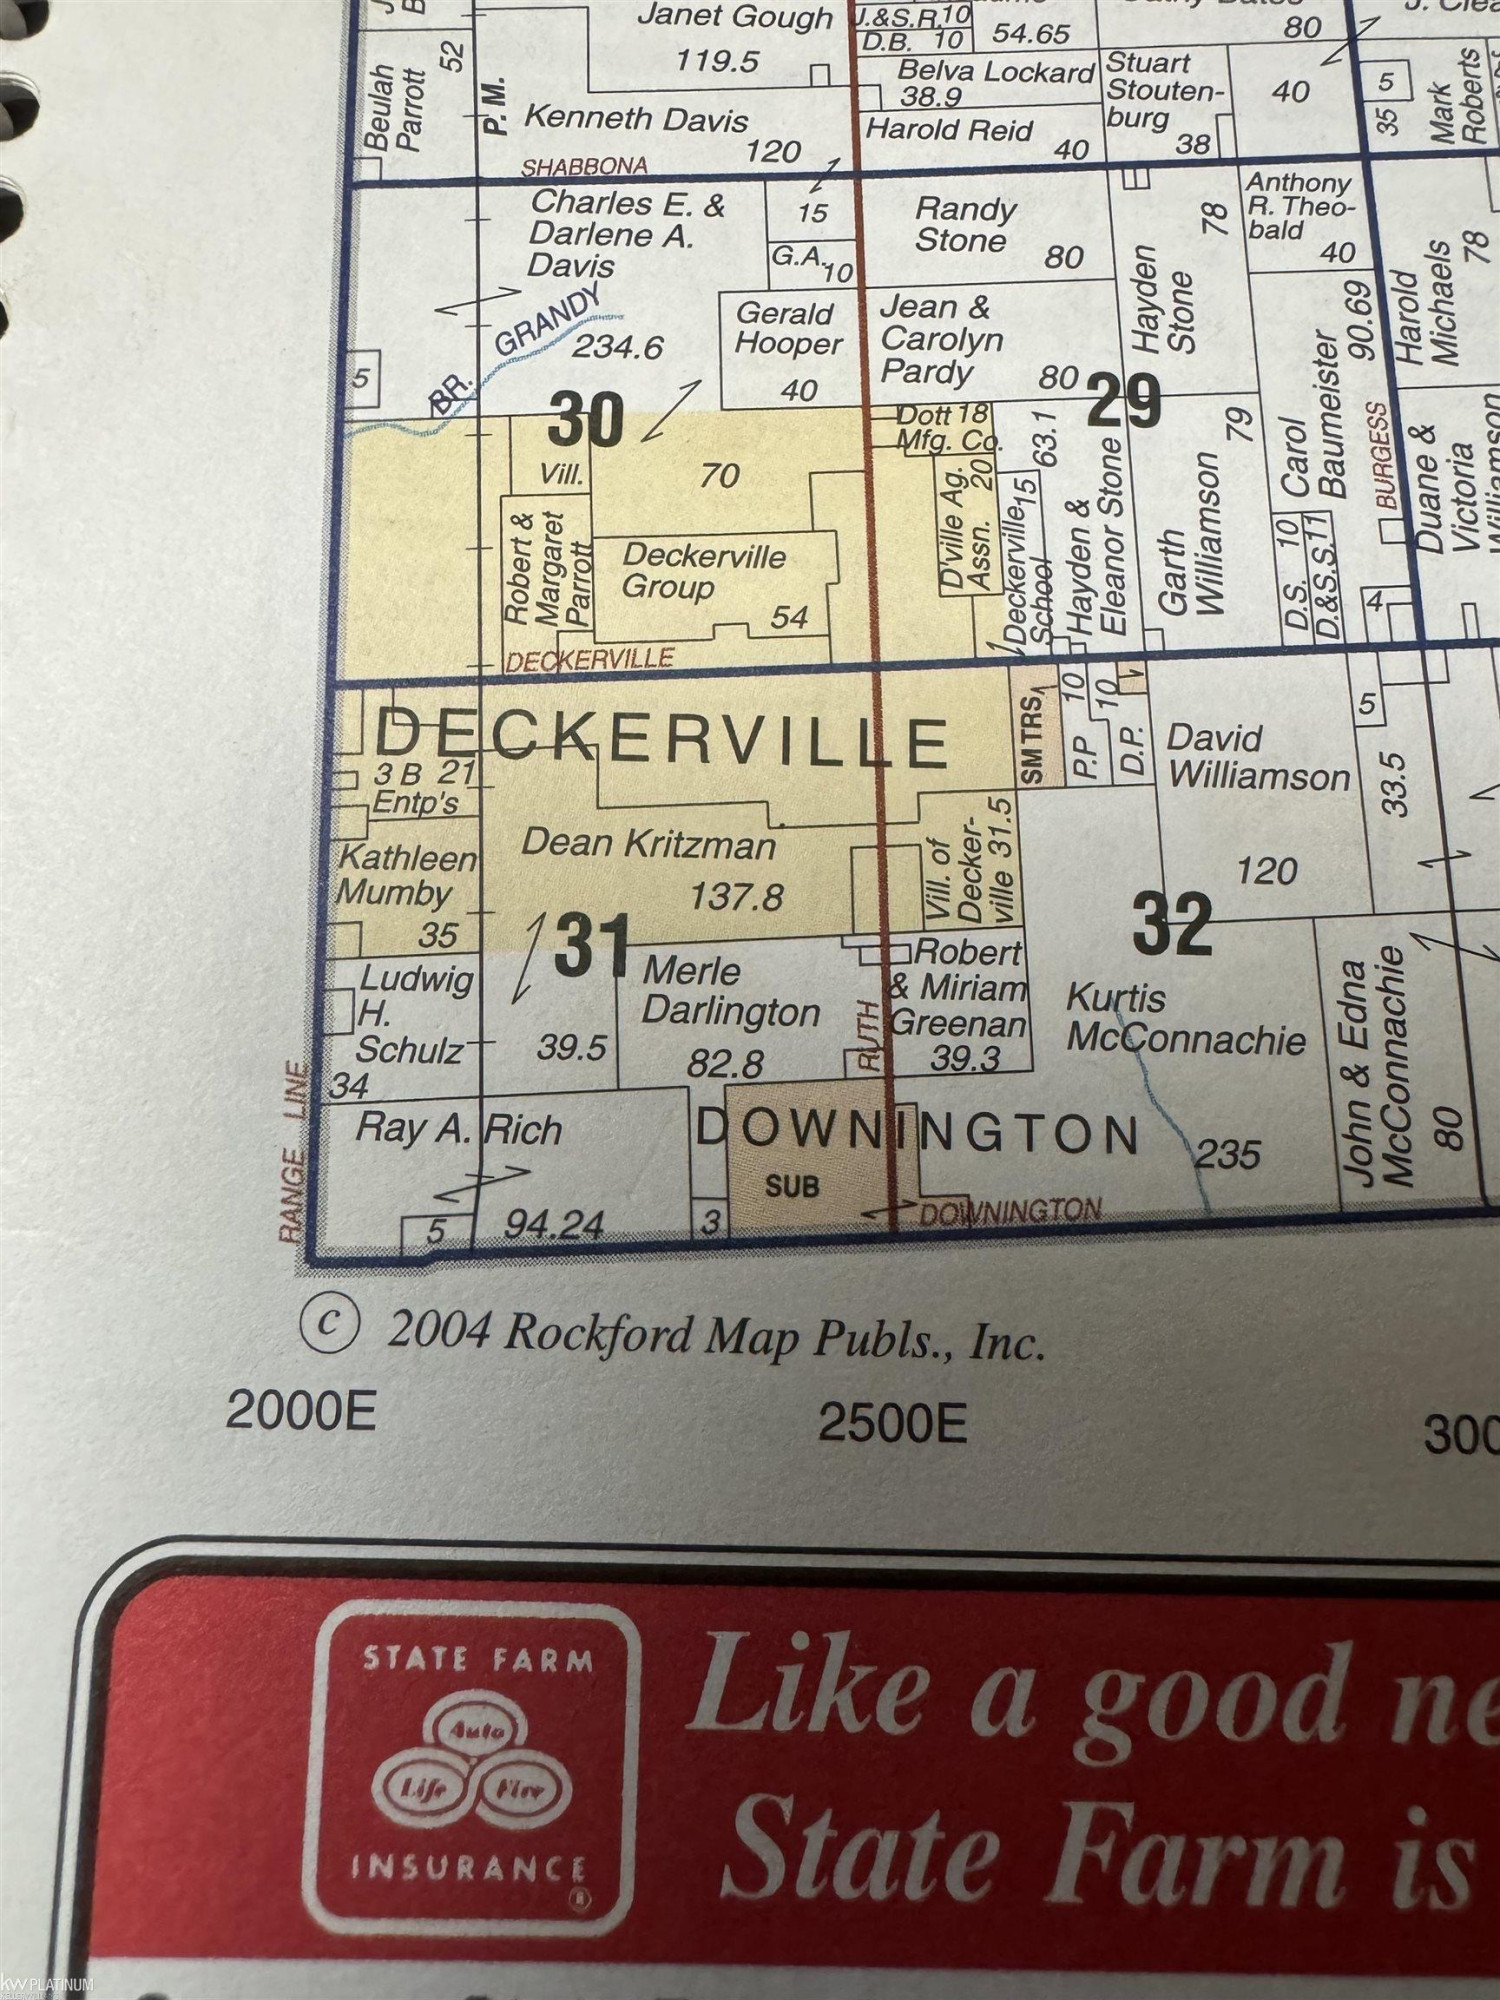 Janet Gough
119.5
J.&S.R. 10
D.B. 10
54.65
80
Beulah
Parrott
52
P. M.
Kenneth Davis
120
Belva Lockard
38.9
Harold Reid
40
Stuart
Stouten-
burg
38
40
5
35
Mark
Roberts
SHABBONA
Charles E. &
Darlene A.
Davis
234.6
15
G.A. 10
Randy
Stone
80
Hayden
Stone
78
Anthony
R. Theo-
bald
40
Harold
Michaels
78
BR. GRANDY
5
Gerald
Hooper
40
Jean &
Carolyn
Pardy
80
30
29
Carol
Baumeister
90.69
BURGESS
Duane &
Victoria
Williamson
Vill.
70
Robert &
Margaret
Parrott
Deckerville
Group
54
Dott 18
Mfg. Co.
D'ville Ag.
Assn. 20
Deckerville
School
15
63.1
Hayden &
Eleanor Stone
Garth
Williamson
79
D.S. 10
D.&S.S. 11
4
DECKERVILLE
DECKERVILLE
3 B 21
Entp's
Kathleen
Mumby
35
Dean Kritzman
137.8
Vill. of
Decker-
ville 31.5
SM TRS
P.P 10
D.P. 10
David
Williamson
120
5
33.5
31
32
Ludwig
H.
Schulz
34
39.5
Merle
Darlington
82.8
RUTH
Robert
& Miriam
Greenan
39.3
Kurtis
McConnachie
235
John & Edna
McConnachie
80
RANGE LINE
Ray A. Rich
94.24
5
3
DOWNINGTON
SUB
DOWNINGTON
© 2004 Rockford Map Publs., Inc.
2000E
2500E
300
STATE FARM
Auto
Life Fire
INSURANCE
®
Like a good ne
State Farm is
kw PLATINUM